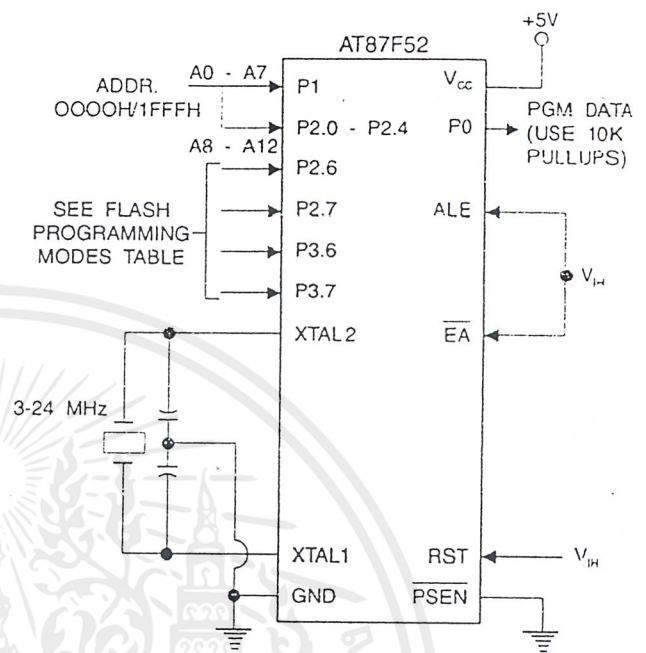 +5V
AT87F52
ADDR.
OOOOH/1FFFH
A0 - A7
P1
Vcc
P2.0 - P2.4
P0
PGM DATA
(USE 10K
PULLUPS)
A8 - A12
P2.6
SEE FLASH
PROGRAMMING
MODES TABLE
P2.7
ALE
P3.6
P3.7
VIH
XTAL2
EA
3-24 MHz
XTAL1
RST
VIH
GND
PSEN